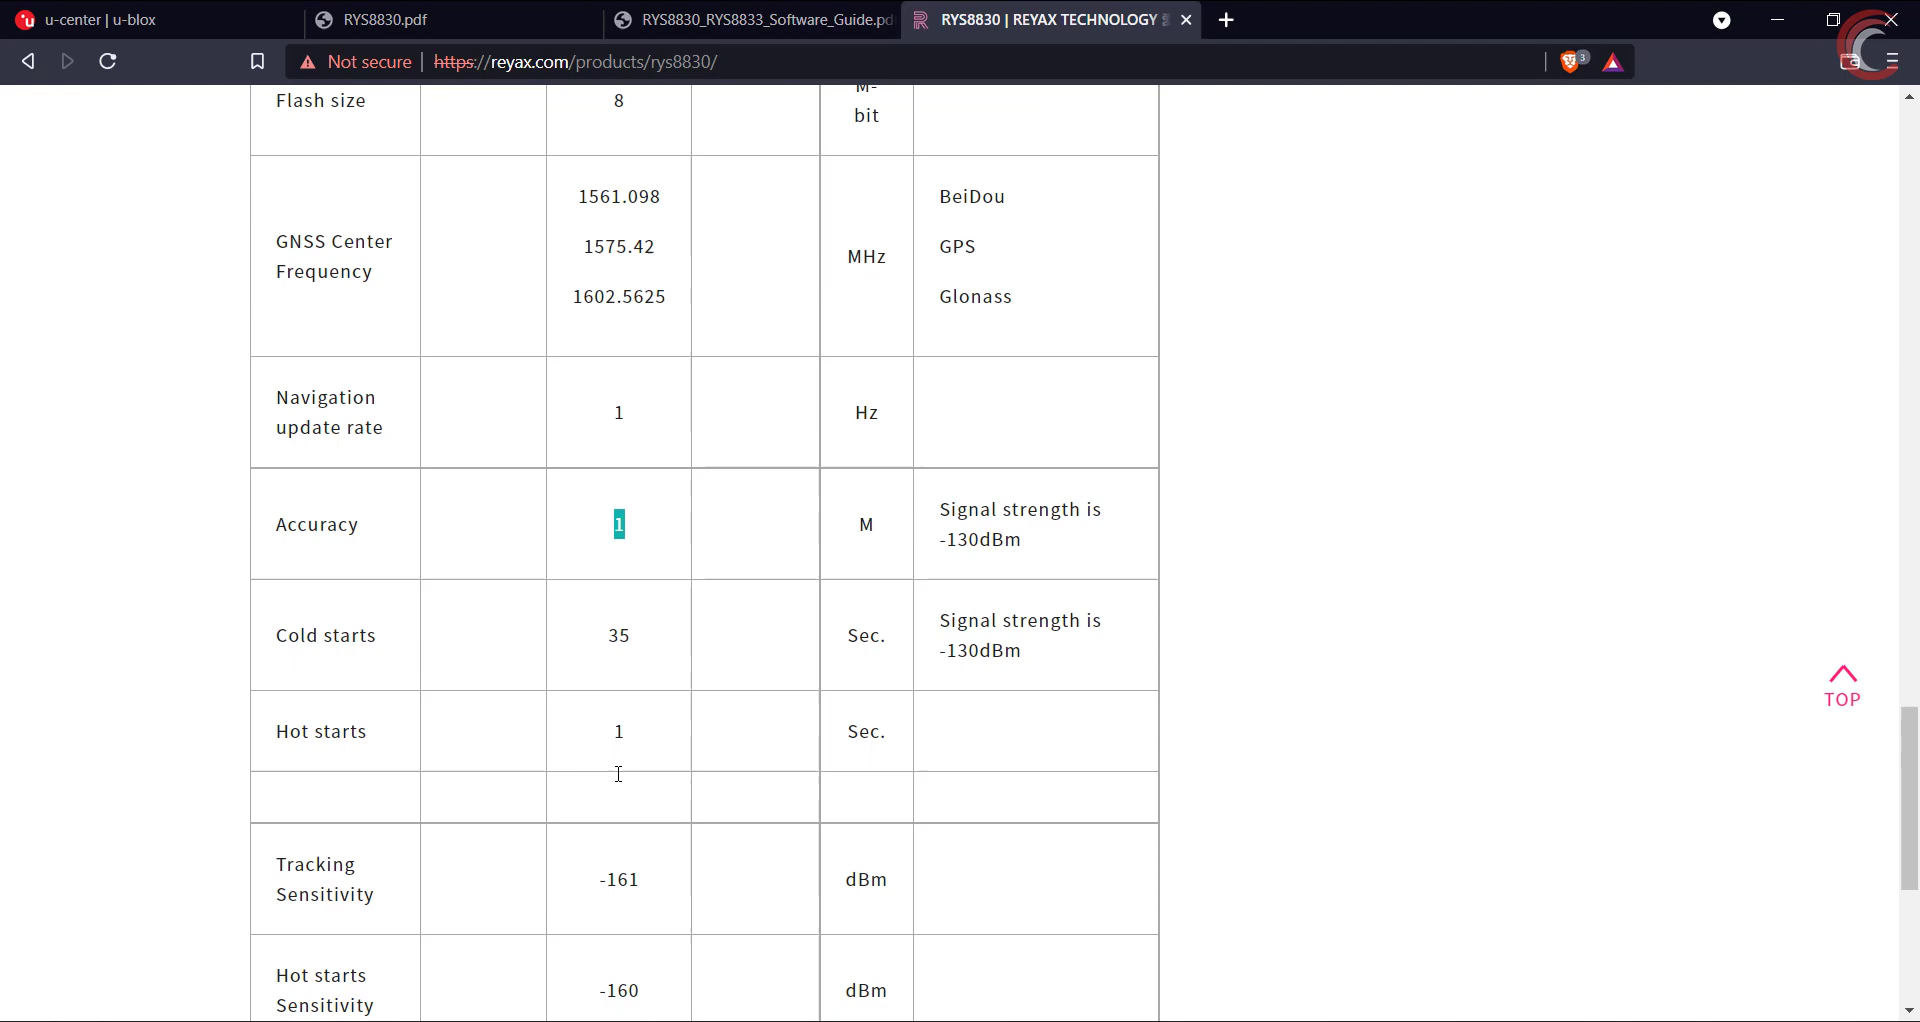 u-center | u-blox
RYS8830.pdf
RYS8830_RYS8833_Software_Guide.pd
RYS8830 | REYAX TECHNOLOGY
Not secure
https://reyax.com/products/rys8830/
3
Flash size
8
M-
bit
GNSS Center
Frequency
1561.098
1575.42
1602.5625
MHz
BeiDou
GPS
Glonass
Navigation
update rate
1
Hz
Accuracy
1
M
Signal strength is
-130dBm
Cold starts
35
Sec.
Signal strength is
-130dBm
Hot starts
1
Sec.
TOP
Tracking
Sensitivity
-161
dBm
Hot starts
Sensitivity
-160
dBm